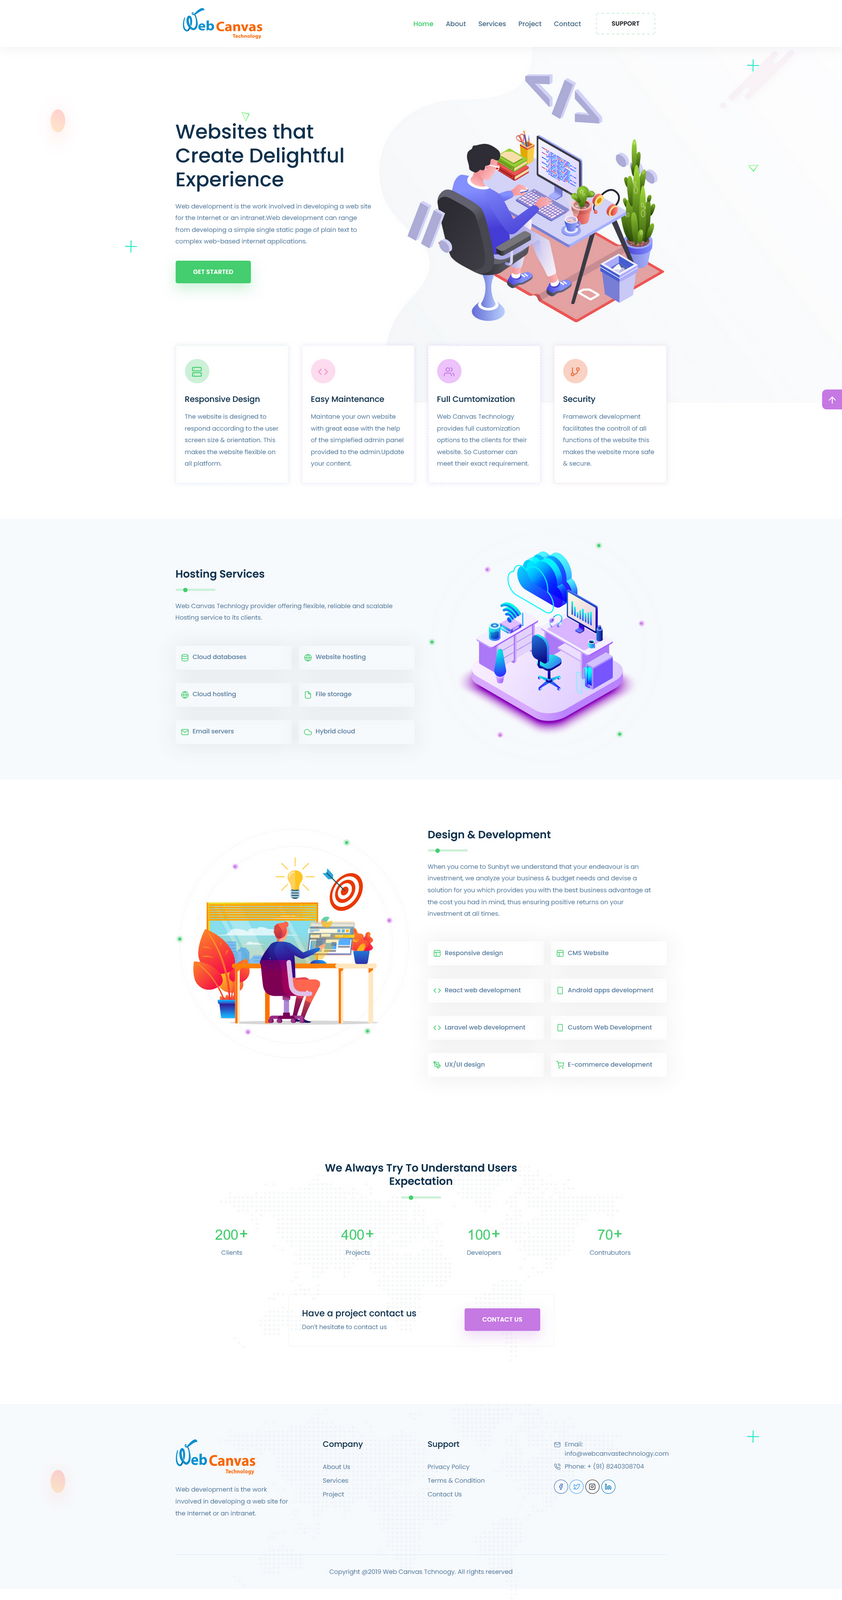 Web Canvas
Technology
Home About Services Project Contact SUPPORT
Websites that
Create Delightful
Experience
Web development is the work involved in developing a web site
for the Internet or an intranet.Web development can range
from developing a simple single static page of plain text to
complex web-based internet applications.
GET STARTED
Responsive Design
The website is designed to
respond according to the user
screen size & orientation. This
makes the website flexible on
all platform.
Easy Maintenance
Maintane your own website
with great ease with the help
of the simplefied admin panel
provided to the admin.Update
your content.
Full Cumtomization
Web Canvas Technology
provides full customization
options to the clients for their
website. So Customer can
meet their exact requirement.
Security
Framework development
facilitates the controll of all
functions of the website this
makes the website more safe
& secure.
Hosting Services
Web Canvas Technlogy provider offering flexible, reliable and scalable
Hosting service to its clients.
Cloud databases
Website hosting
Cloud hosting
File storage
Email servers
Hybrid cloud
Design & Development
When you come to Sunbyt we understand that your endeavour is an
investment, we analyze your business & budget needs and devise a
solution for you which provides you with the best business advantage at
the cost you had in mind, thus ensuring positive returns on your
investment at all times.
Responsive design
CMS Website
React web development
Android apps development
Laravel web development
Custom Web Development
UX/UI design
E-commerce development
We Always Try To Understand Users
Expectation
200+
Clients
400+
Projects
100+
Developers
70+
Contrubutors
Have a project contact us
Don't hesitate to contact us
CONTACT US
Web Canvas
Technology
Web development is the work
involved in developing a web site for
the Internet or an intranet.
Company
About Us
Services
Project
Support
Privacy Policy
Terms & Condition
Contact Us
Email:
info@webcanvastechnology.com
Phone: + (91) 8240308704
Copyright @2019 Web Canvas Tchnoogy. All rights reserved